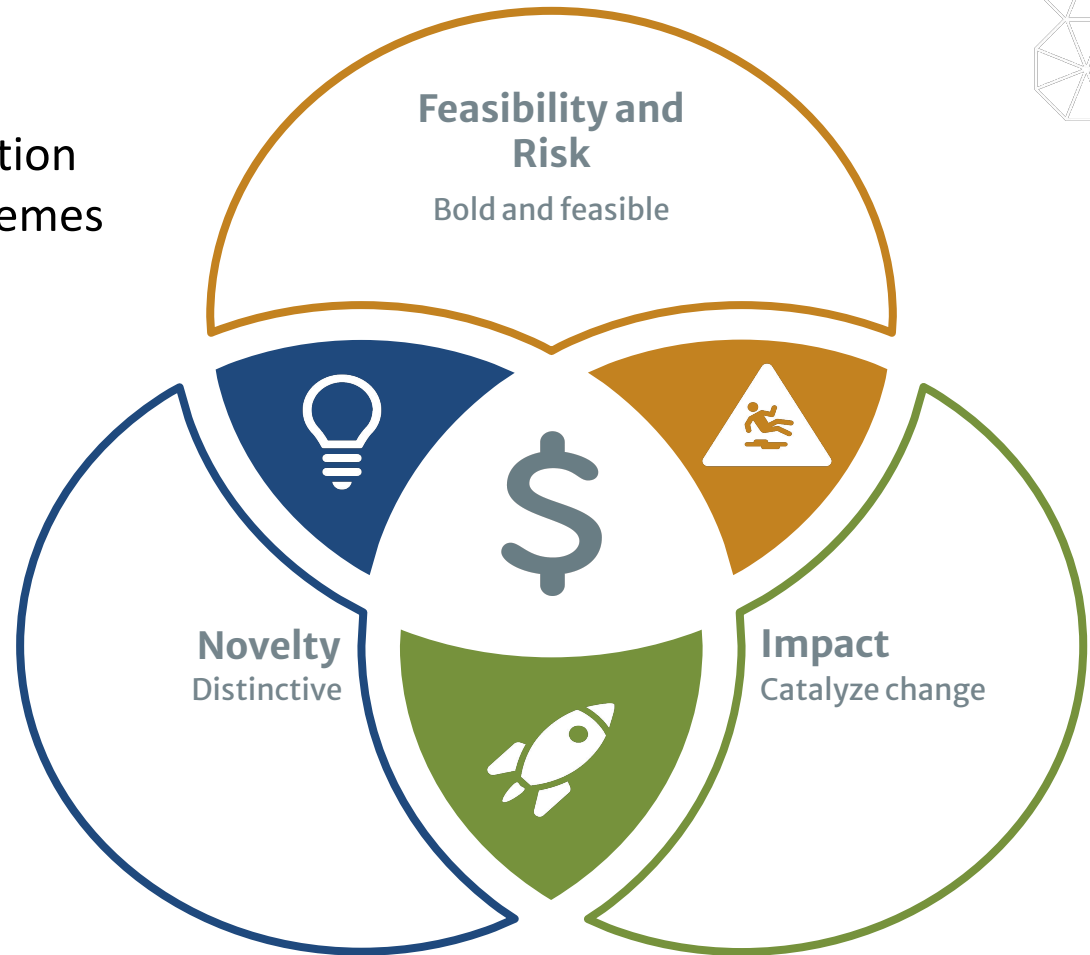 Feasibility and
Risk
Bold and feasible
tion
emes
$
Novelty
Distinctive
Impact
Catalyze change